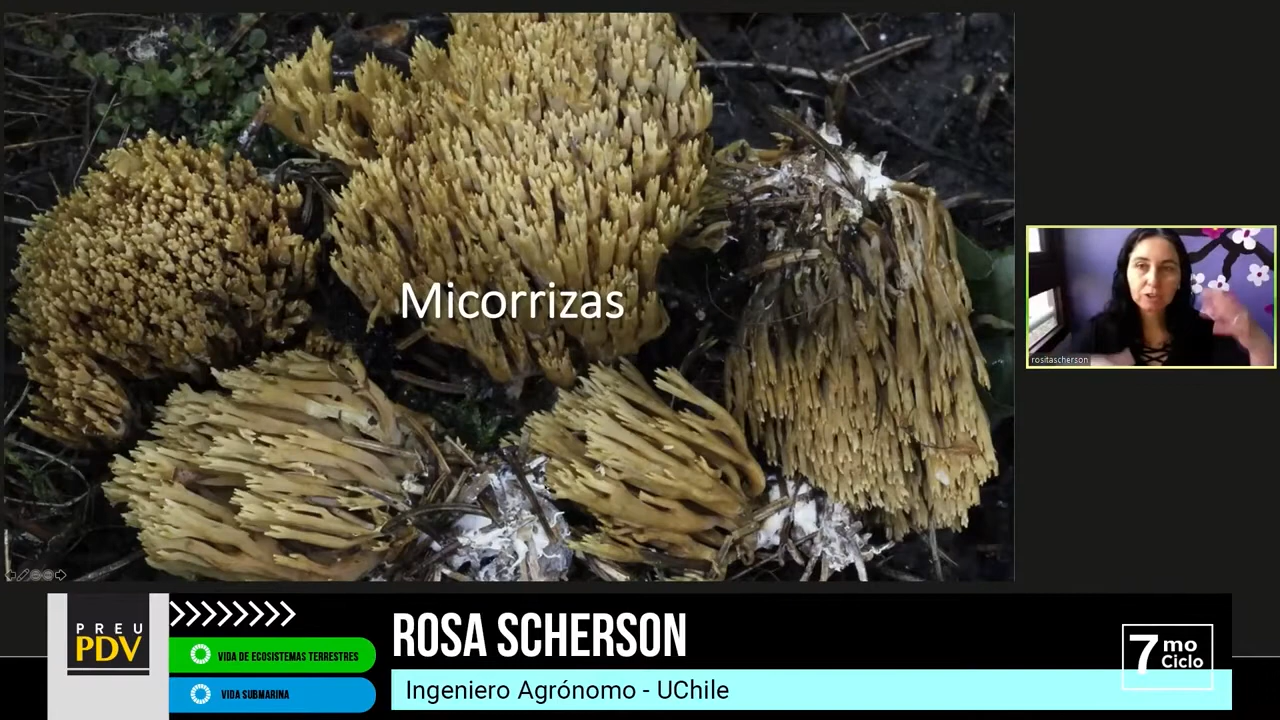 Micorrizas
rositascherson
PREU
PDV
VIDA DE ECOSISTEMAS TERRESTRES
VIDA SUBMARINA
ROSA SCHERSON
Ingeniero Agrónomo - UChile
7mo
Ciclo